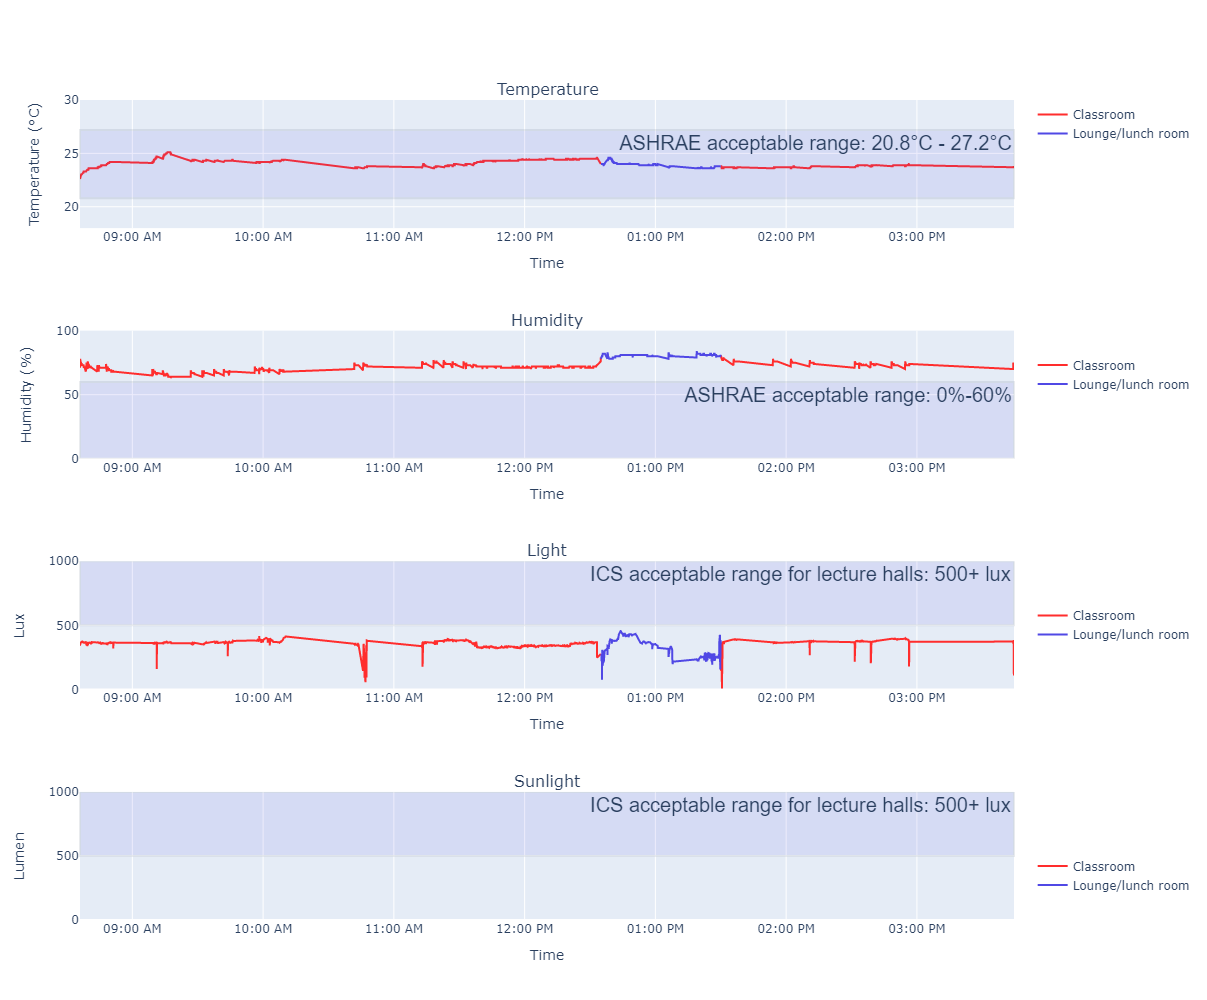 Temperature
Temperature (°C)
30
25
20
ASHRAE acceptable range: 20.8°C - 27.2°C
Classroom
Lounge/lunch room
09:00 AM 10:00 AM 11:00 AM 12:00 PM 01:00 PM 02:00 PM 03:00 PM
Time
Humidity
Humidity (%)
100
50
0
ASHRAE acceptable range: 0%-60%
Classroom
Lounge/lunch room
09:00 AM 10:00 AM 11:00 AM 12:00 PM 01:00 PM 02:00 PM 03:00 PM
Time
Light
Lux
1000
500
0
ICS acceptable range for lecture halls: 500+ lux
Classroom
Lounge/lunch room
09:00 AM 10:00 AM 11:00 AM 12:00 PM 01:00 PM 02:00 PM 03:00 PM
Time
Sunlight
Lumen
1000
500
0
ICS acceptable range for lecture halls: 500+ lux
Classroom
Lounge/lunch room
09:00 AM 10:00 AM 11:00 AM 12:00 PM 01:00 PM 02:00 PM 03:00 PM
Time